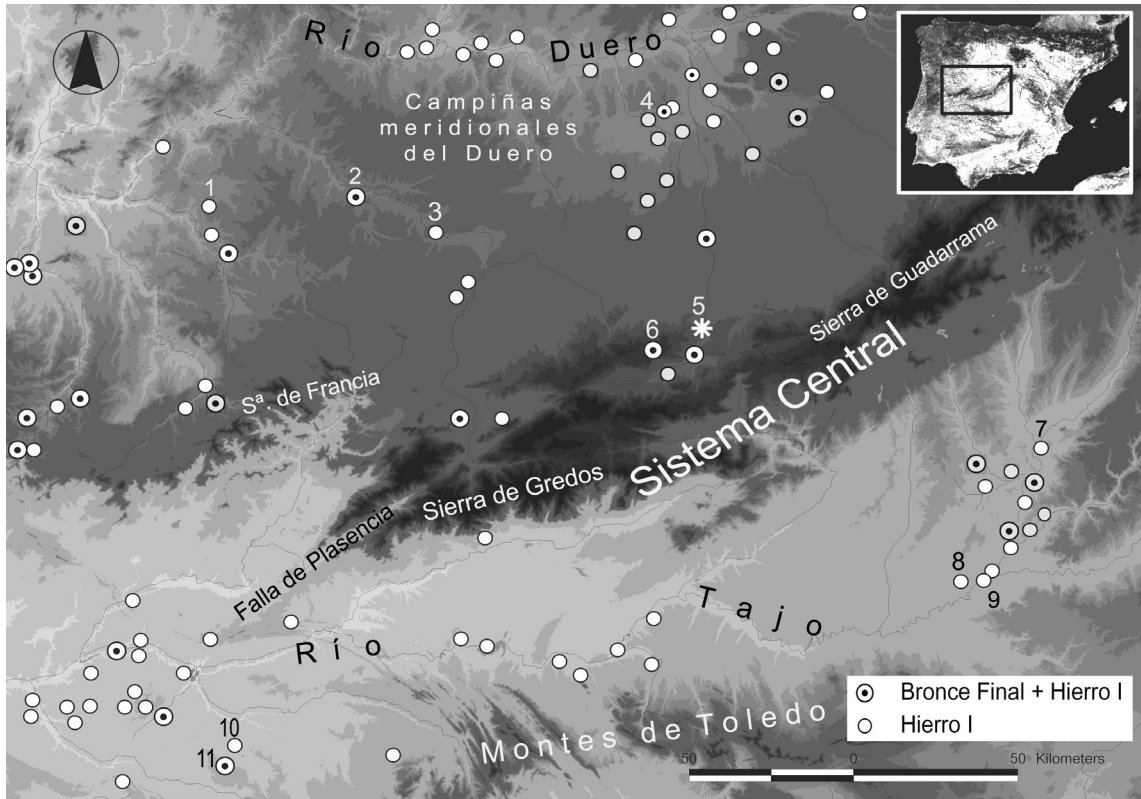 Río Duero
Campiñas
meridionales
del Duero
4
1
2
3
Sierra de Guadarrama
5
6
Sª. de Francia
Sistema Central
7
Sierra de Gredos
Falla de Plasencia
8
9
Río Tajo
10
11
Montes de Toledo
Bronce Final + Hierro I
Hierro I
50 0 50 Kilometers